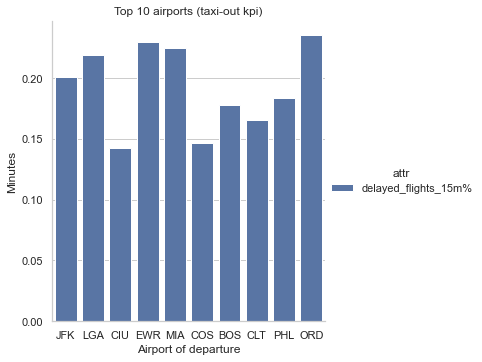 Top 10 airports (taxi-out kpi)
Minutes
0.20
0.15
0.10
0.05
0.00
JFK LGA CIU EWR MIA COS BOS CLT PHL ORD
Airport of departure
attr
delayed_flights_15m%